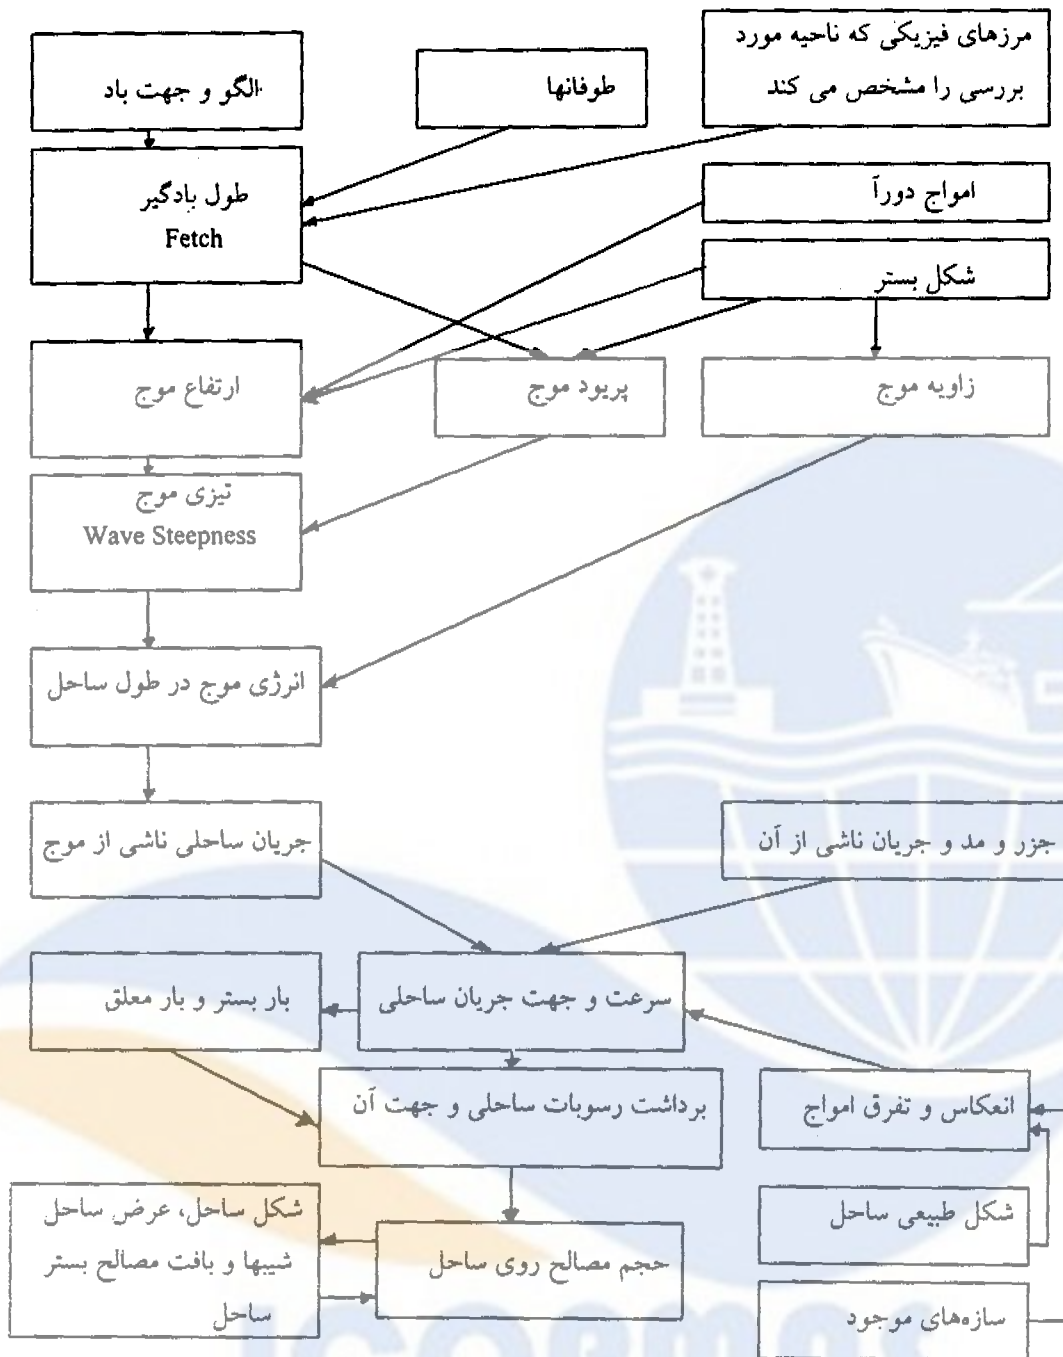 الگو و جهت باد
طوفانها
مرزهای فیزیکی که ناحیه مورد
بررسی را مشخص می کند
طول بادگیر
Fetch
امواج دورآ
شکل بستر
ارتفاع موج
پریود موج
زاویه موج
تیزی موج
Wave Steepness
انرژی موج در طول ساحل
جریان ساحلی ناشی از موج
جزر و مد و جریان ناشی از آن
بار بستر و بار معلق
سرعت و جهت جریان ساحلی
برداشت رسوبات ساحلی و جهت آن
انعکاس و تفرق امواج
شکل ساحل، عرض ساحل
شیبها و بافت مصالح بستر
ساحل
حجم مصالح روی ساحل
شکل طبیعی ساحل
سازه‌های موجود